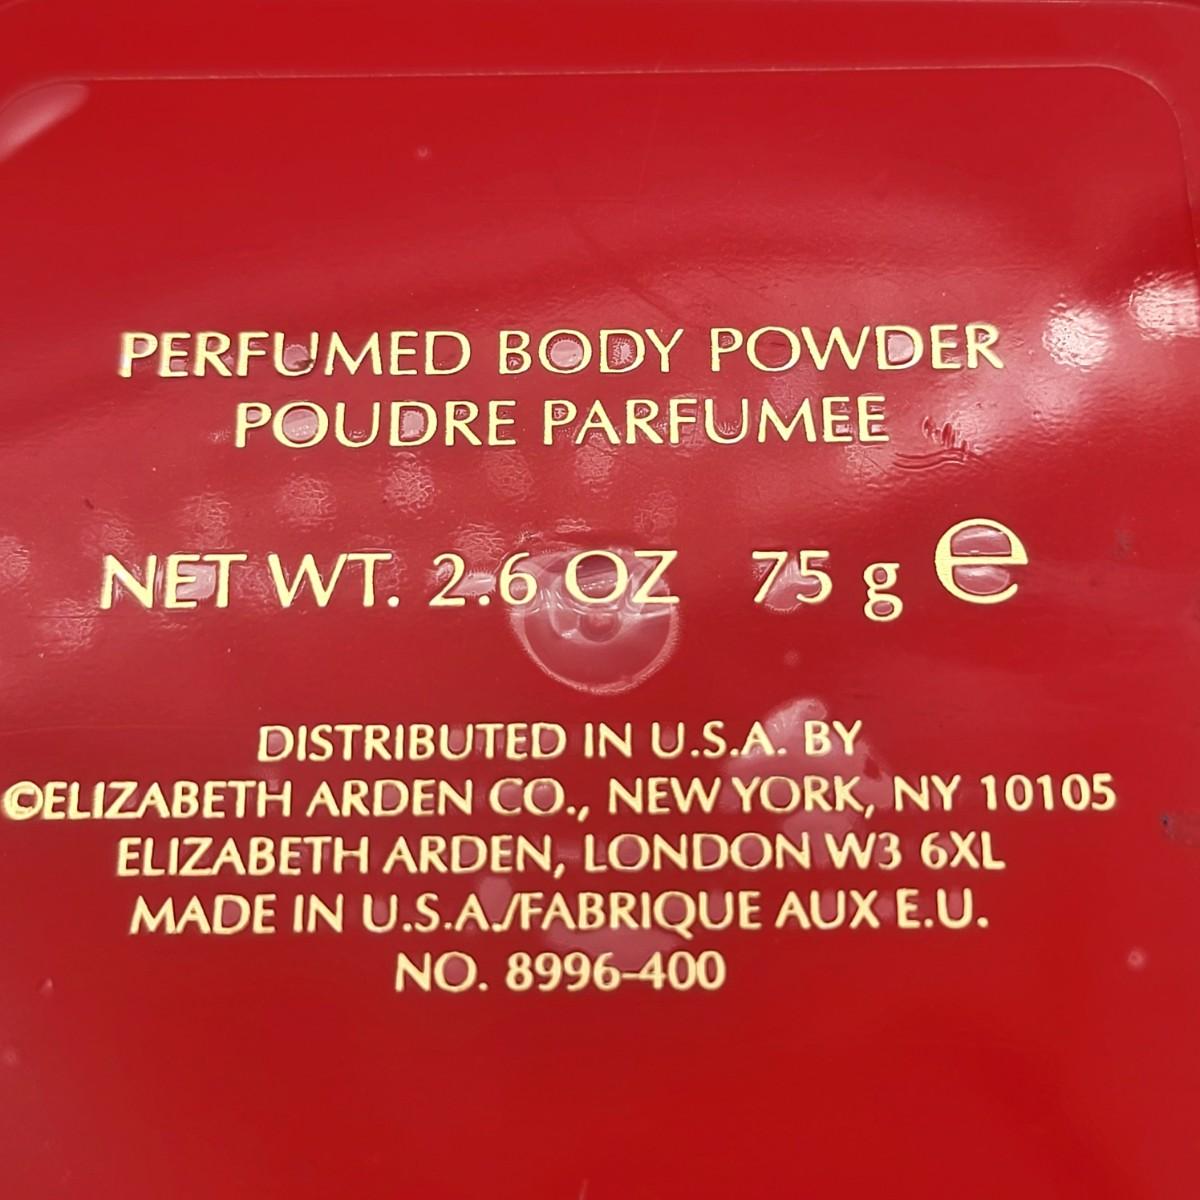 PERFUMED BODY POWDER
POUDRE PARFUMEE
NET WT. 2.6 OZ 75 g e
DISTRIBUTED IN U.S.A. BY
©ELIZABETH ARDEN CO., NEW YORK, NY 10105
ELIZABETH ARDEN, LONDON W3 6XL
MADE IN U.S.A./FABRIQUE AUX E.U.
NO. 8996-400